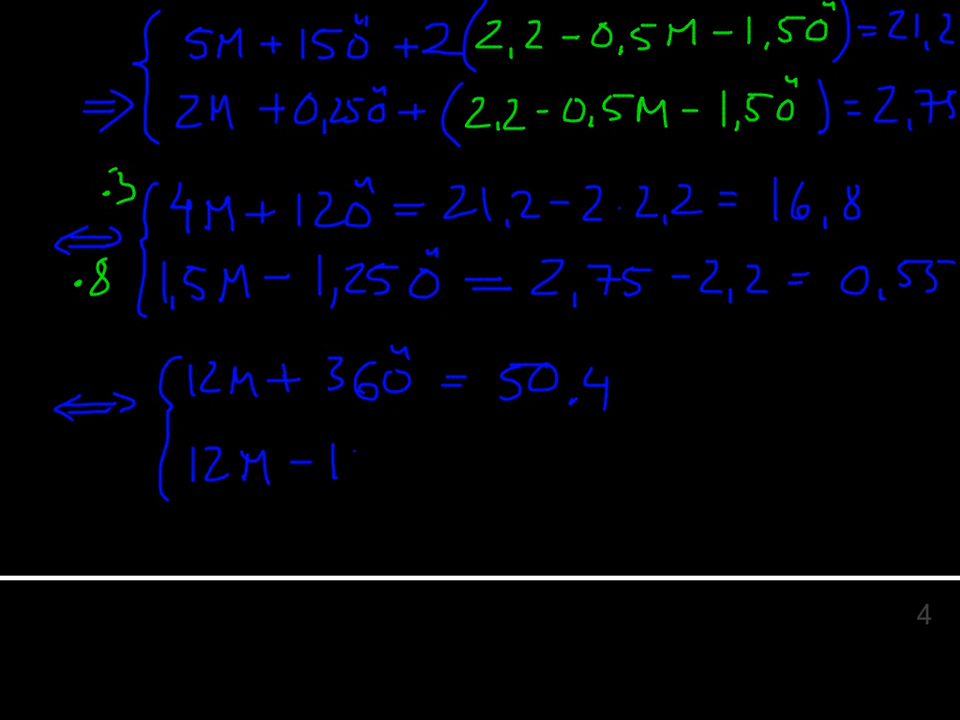 5M + 15ö + 2(2,2 - 0,5M - 1,5ö) = 21,2
⇒ { 2M + 0,25ö + (2,2 - 0,5M - 1,5ö) = 2,75
·3 4M + 12ö = 21,2 - 2·2,2 = 16,8
⇔ {
·8 1,5M - 1,25ö = 2,75 - 2,2 = 0,55
12M + 36ö = 50.4
⇔ {
12M - 1
4